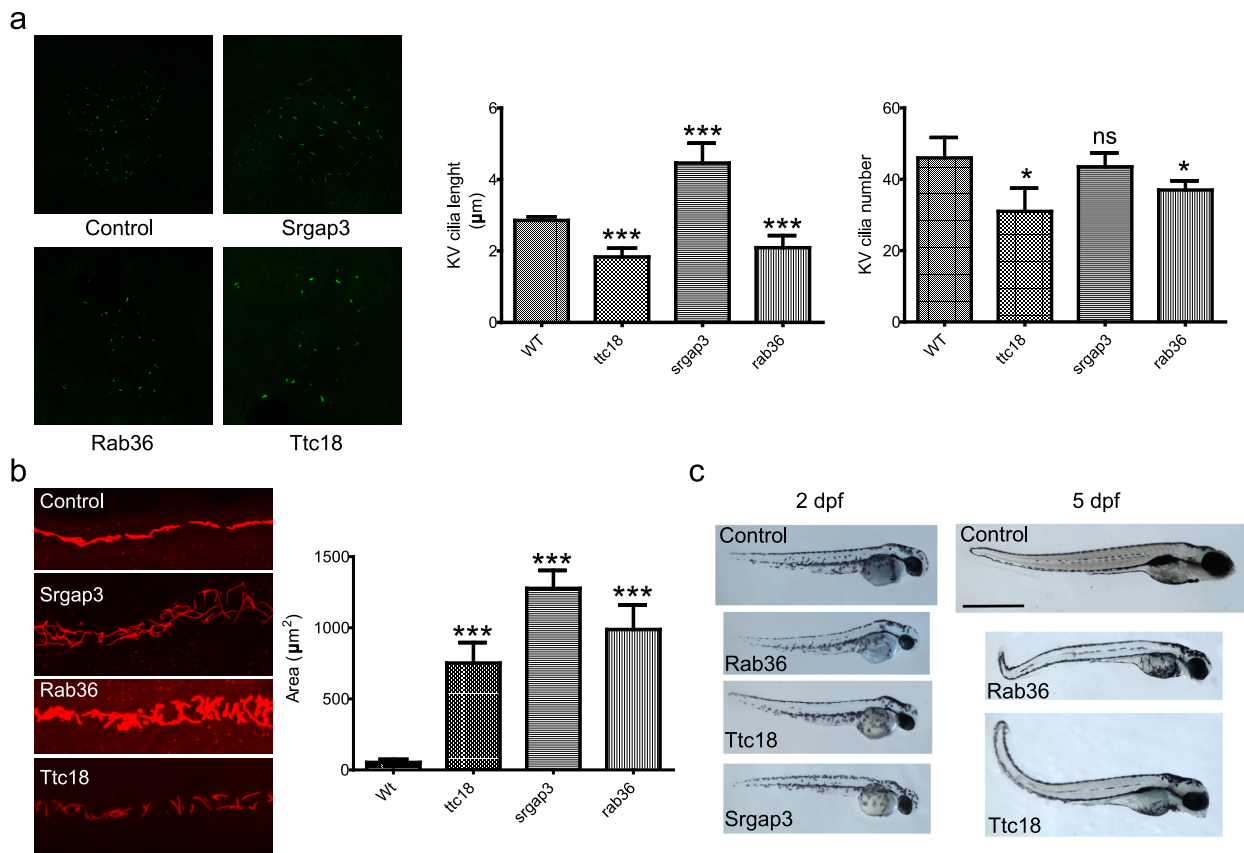 a
Control
Srgap3
Rab36
Ttc18
KV cilia lenght
(μm)
6
4
2
0
***
***
***
WT
ttc18
srgap3
rab36
KV cilia number
60
40
20
0
*
ns
*
WT
ttc18
srgap3
rab36
b
Control
Srgap3
Rab36
Ttc18
Area (μm²)
1500
1000
500
0
***
***
***
Wt
ttc18
srgap3
rab36
c
2 dpf
5 dpf
Control
Rab36
Ttc18
Srgap3
Control
Rab36
Ttc18